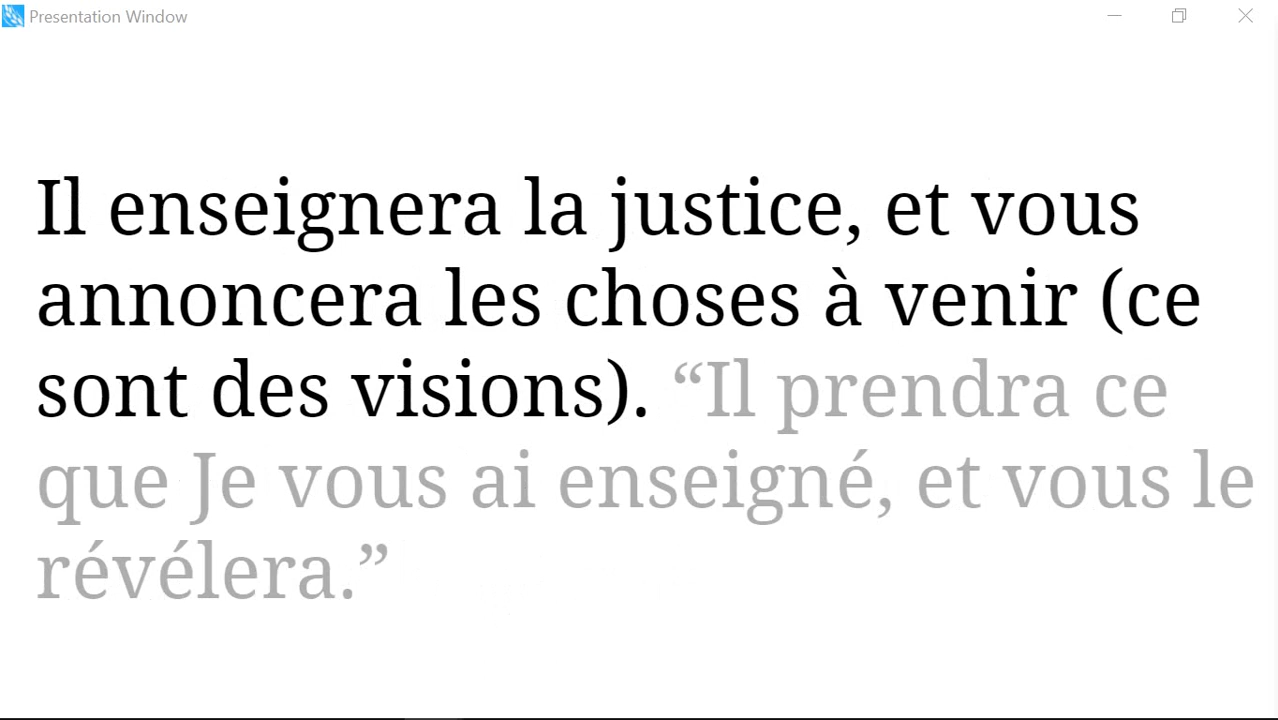 Presentation Window
Il enseignera la justice, et vous
annoncera les choses à venir (ce
sont des visions). “Il prendra ce
que Je vous ai enseigné, et vous le
révélera.”